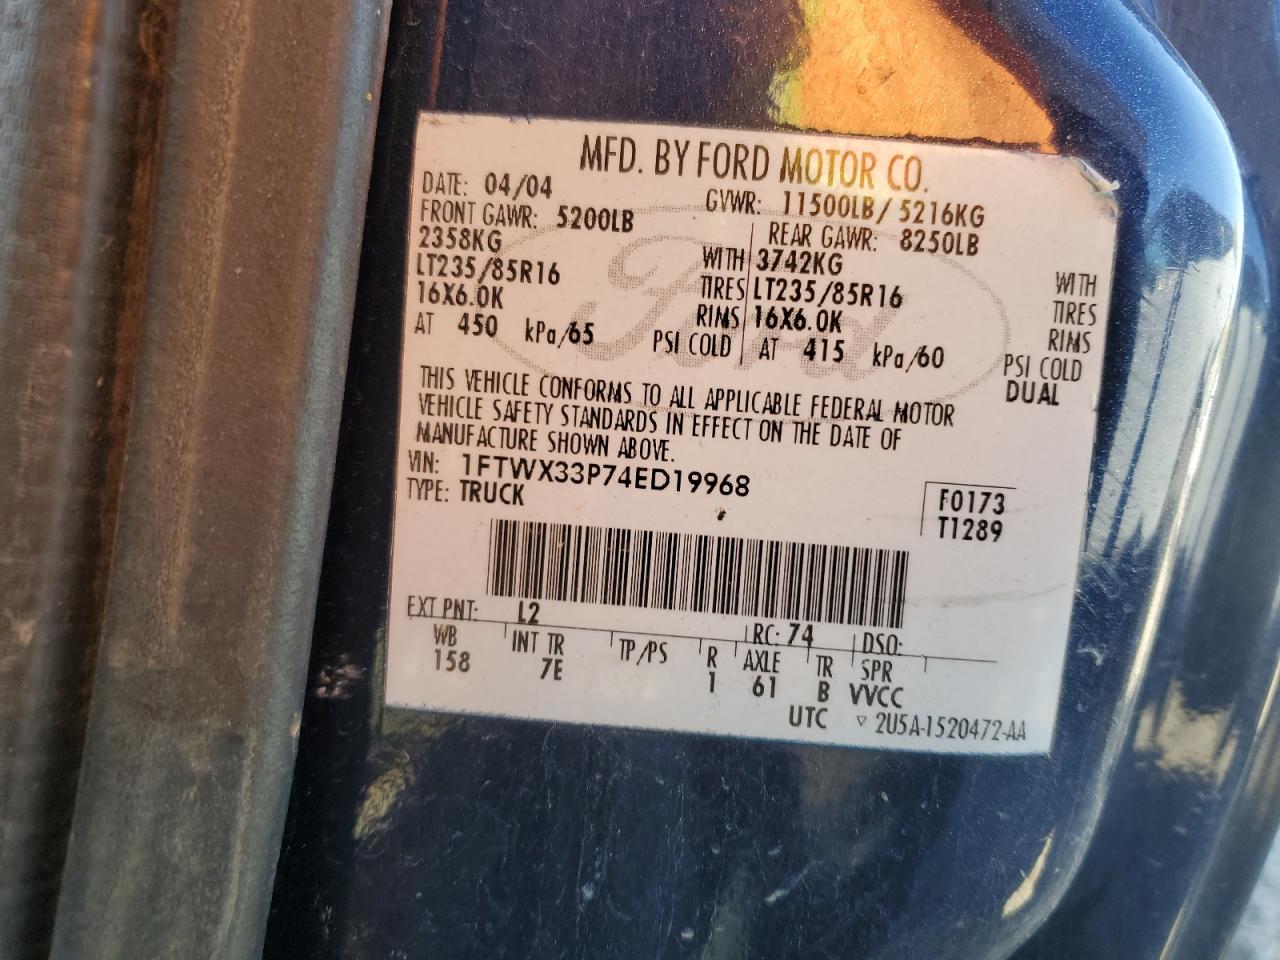 MFD. BY FORD MOTOR CO.
DATE: 04/04 GVWR: 11500LB/ 5216KG
FRONT GAWR: 5200LB REAR GAWR: 8250LB
2358KG WITH 3742KG WITH
LT235/85R16 TIRES LT235/85R16 TIRES
16X6.0K RIMS 16X6.0K RIMS
AT 450 kPa/65 PSI COLD AT 415 kPa/60 PSI COLD
DUAL
Ford
THIS VEHICLE CONFORMS TO ALL APPLICABLE FEDERAL MOTOR
VEHICLE SAFETY STANDARDS IN EFFECT ON THE DATE OF
MANUFACTURE SHOWN ABOVE.
VIN: 1FTWX33P74ED19968
TYPE: TRUCK
F0173
T1289
EXT PNT: L2 RC: 74 DSO:
WB INT TR TP/PS R AXLE TR SPR
158 7E 1 61 B VVCC
UTC ▽ 2U5A-1520472-AA